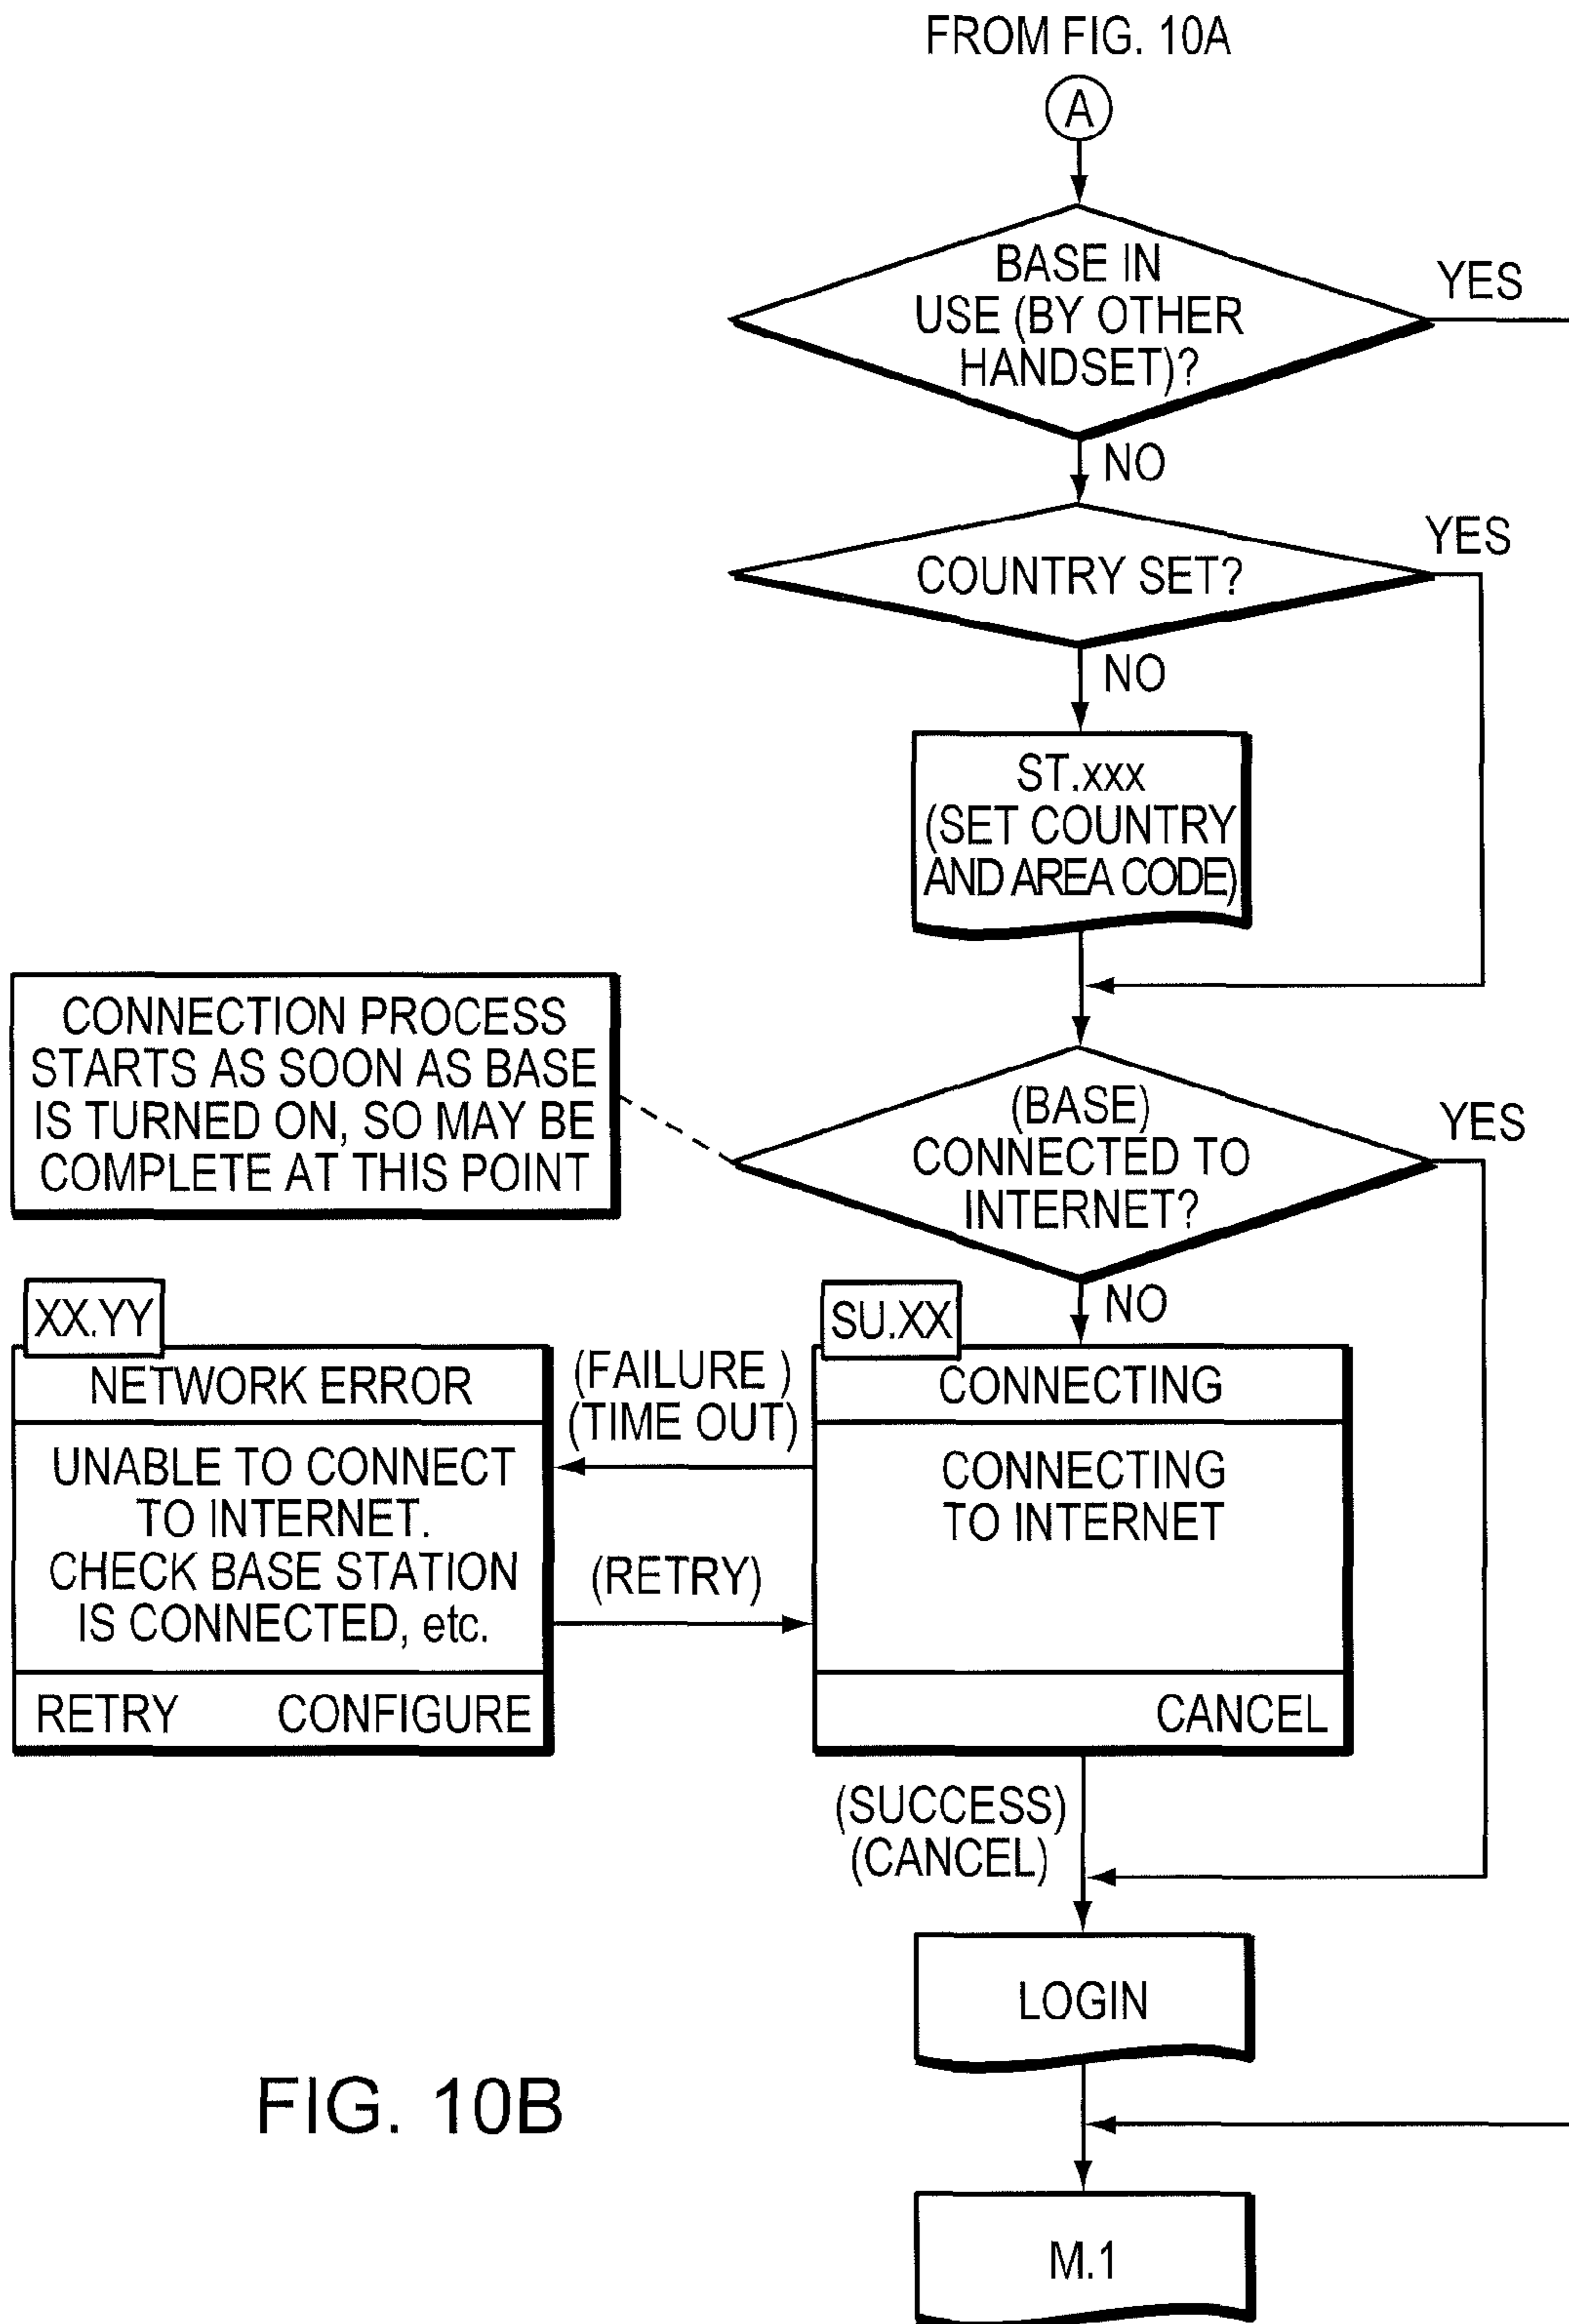 FROM FIG. 10A
A
BASE IN
USE (BY OTHER
HANDSET)?
YES
NO
COUNTRY SET?
YES
NO
ST.xxx
(SET COUNTRY
AND AREA CODE)
CONNECTION PROCESS
STARTS AS SOON AS BASE
IS TURNED ON, SO MAY BE
COMPLETE AT THIS POINT
(BASE)
CONNECTED TO
INTERNET?
YES
NO
XX.YY
NETWORK ERROR
UNABLE TO CONNECT
TO INTERNET.
CHECK BASE STATION
IS CONNECTED, etc.
RETRY CONFIGURE
(FAILURE )
(TIME OUT)
(RETRY)
SU.XX
CONNECTING
CONNECTING
TO INTERNET
CANCEL
(SUCCESS)
(CANCEL)
LOGIN
FIG. 10B
M.1